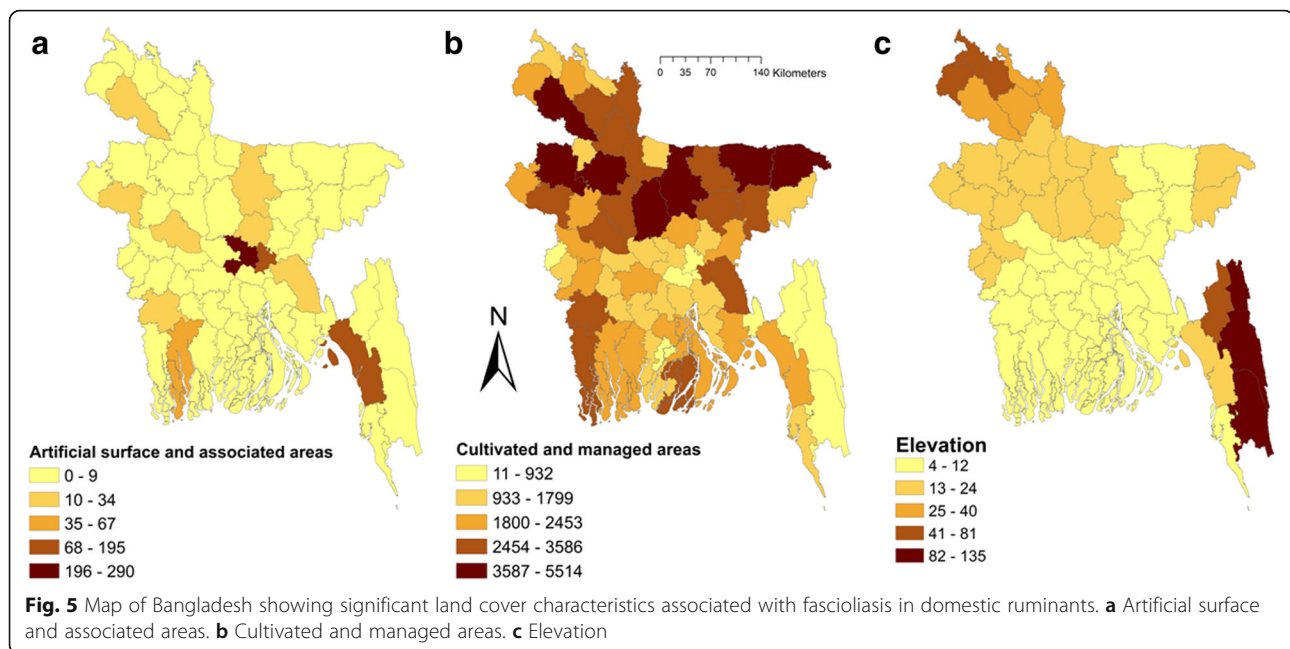 a
b
c
0 35 70 140 Kilometers
N
Artificial surface and associated areas
0 - 9
10 - 34
35 - 67
68 - 195
196 - 290
Cultivated and managed areas
11 - 932
933 - 1799
1800 - 2453
2454 - 3586
3587 - 5514
Elevation
4 - 12
13 - 24
25 - 40
41 - 81
82 - 135
Fig. 5 Map of Bangladesh showing significant land cover characteristics associated with fascioliasis in domestic ruminants. a Artificial surface
and associated areas. b Cultivated and managed areas. c Elevation